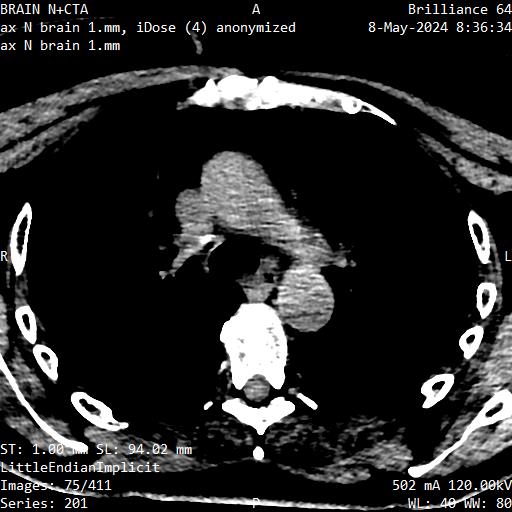 BRAIN N+CTA
A
Brilliance 64
ax N brain 1.mm, iDose (4) anonymized
8-May-2024 8:36:34
ax N brain 1.mm
R
L
ST: 1.00 mm SL: 94.02 mm
LittleEndianImplicit
Images: 75/411
502 mA 120.00kV
Series: 201
P
WL: 40 WW: 80